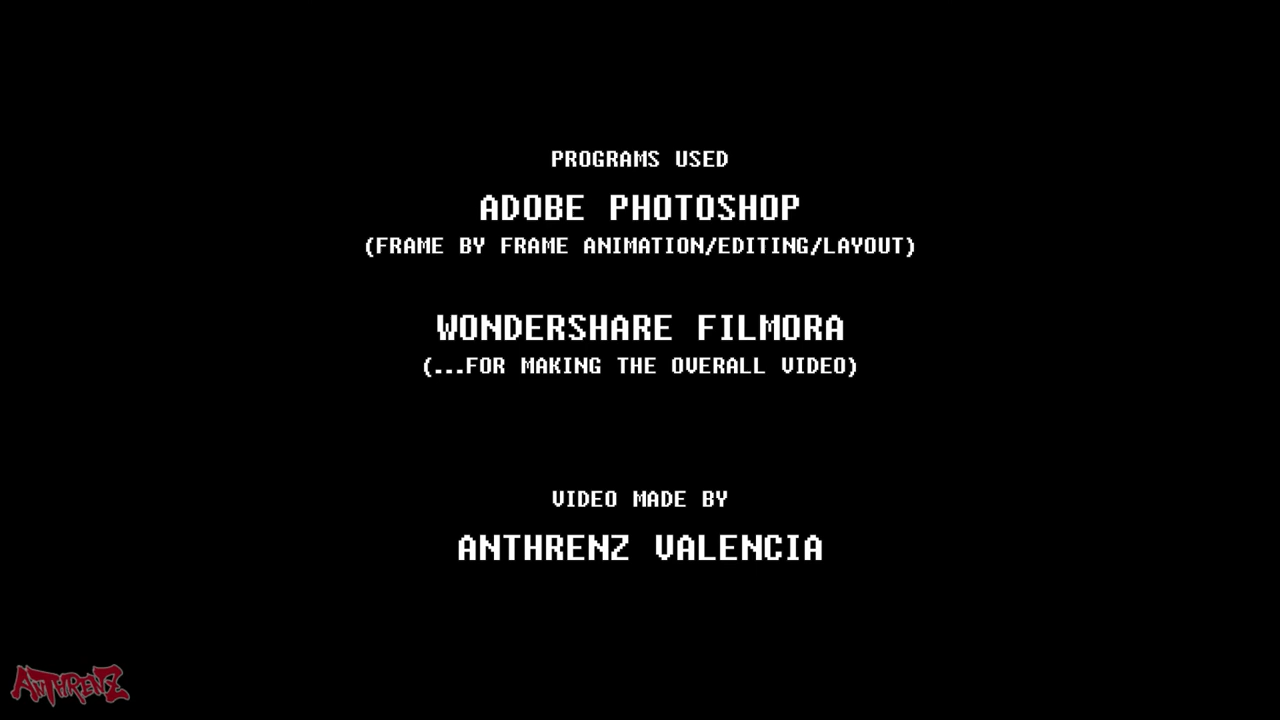 PROGRAMS USED
ADOBE PHOTOSHOP
(FRAME BY FRAME ANIMATION/EDITING/LAYOUT)
WONDERSHARE FILMORA
(...FOR MAKING THE OVERALL VIDEO)
VIDEO MADE BY
ANTHRENZ VALENCIA
ANTHRENZ